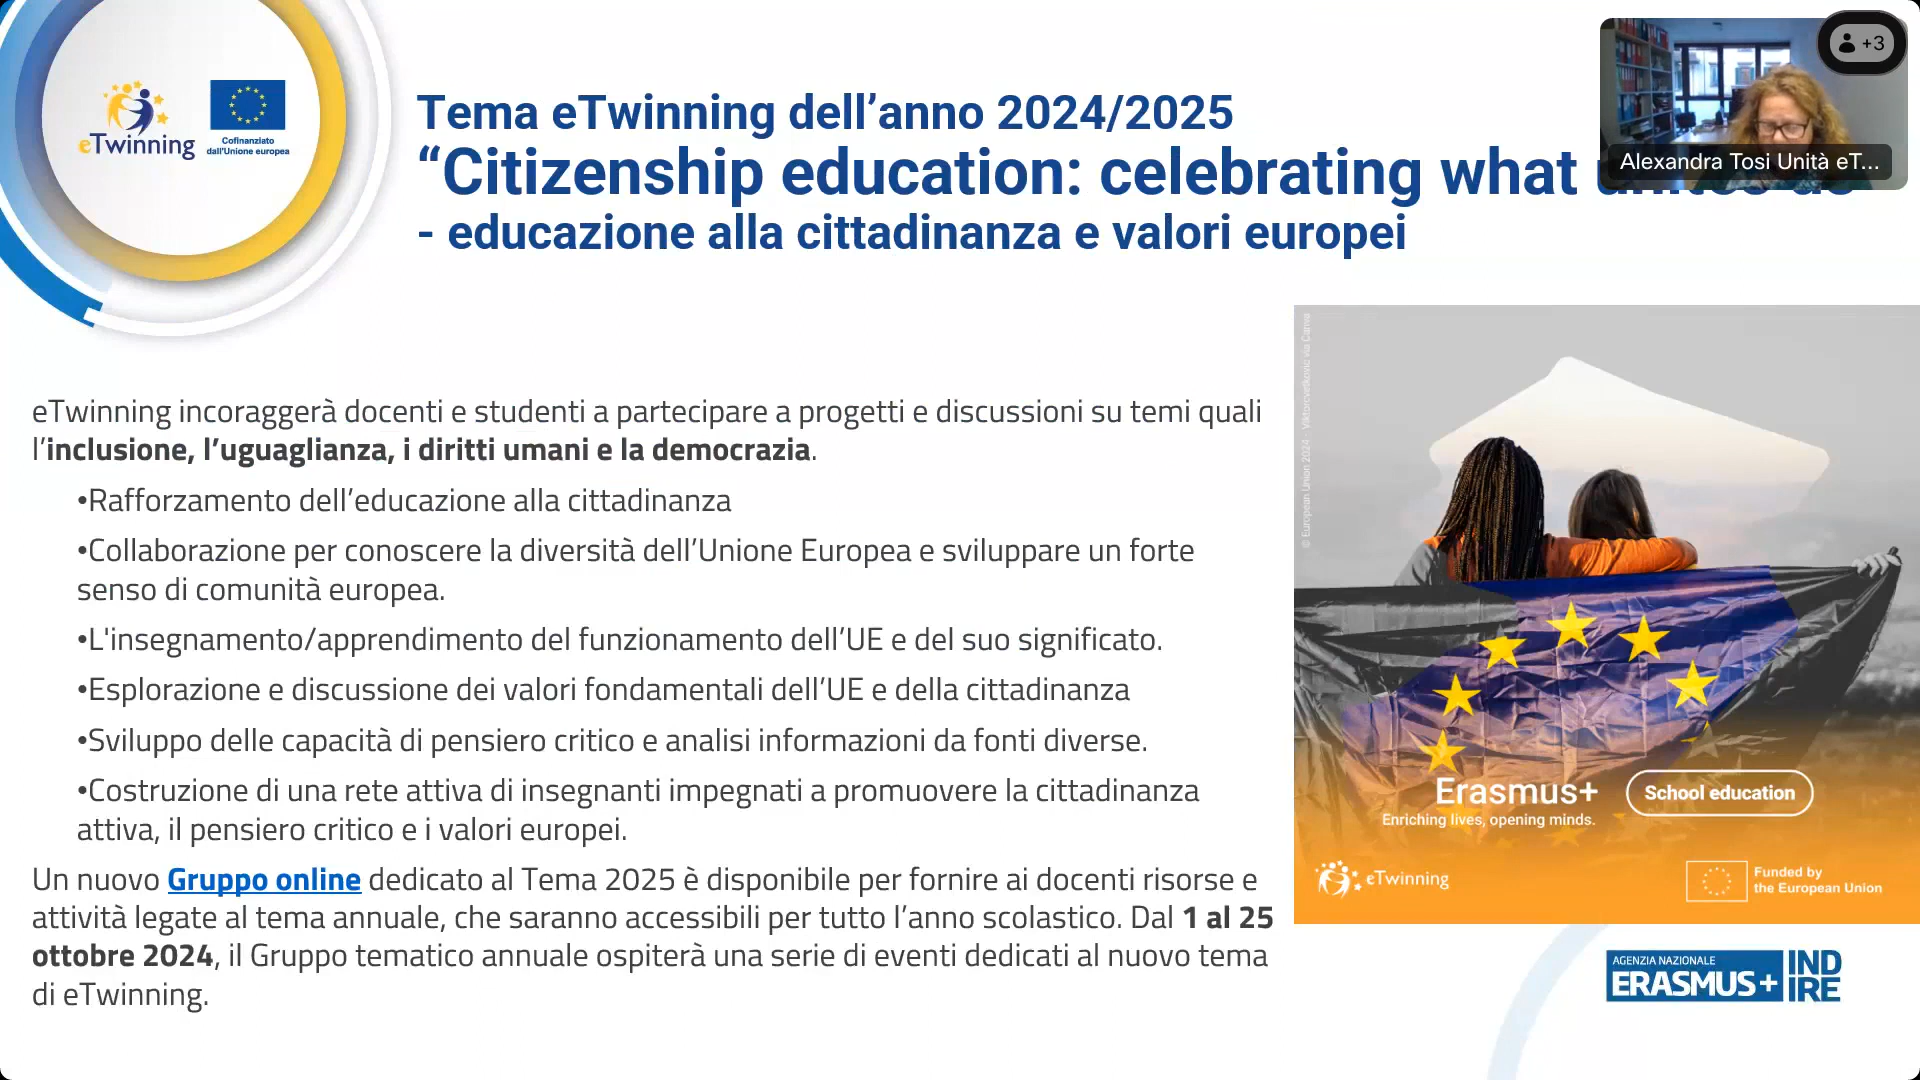 eTwinning
Cofinanziato
dall'Unione europea
Tema eTwinning dell’anno 2024/2025
“Citizenship education: celebrating what
- educazione alla cittadinanza e valori europei
+3
Alexandra Tosi Unità eT...
eTwinning incoraggerà docenti e studenti a partecipare a progetti e discussioni su temi quali
l’inclusione, l’uguaglianza, i diritti umani e la democrazia.
•Rafforzamento dell’educazione alla cittadinanza
•Collaborazione per conoscere la diversità dell’Unione Europea e sviluppare un forte
senso di comunità europea.
•L'insegnamento/apprendimento del funzionamento dell’UE e del suo significato.
•Esplorazione e discussione dei valori fondamentali dell’UE e della cittadinanza
•Sviluppo delle capacità di pensiero critico e analisi informazioni da fonti diverse.
•Costruzione di una rete attiva di insegnanti impegnati a promuovere la cittadinanza
attiva, il pensiero critico e i valori europei.
Un nuovo Gruppo online dedicato al Tema 2025 è disponibile per fornire ai docenti risorse e
attività legate al tema annuale, che saranno accessibili per tutto l’anno scolastico. Dal 1 al 25
ottobre 2024, il Gruppo tematico annuale ospiterà una serie di eventi dedicati al nuovo tema
di eTwinning.
© European Union 2024 - Viktorcvetkovic via Canva
Erasmus+
Enriching lives, opening minds.
School education
eTwinning
Funded by
the European Union
AGENZIA NAZIONALE
ERASMUS+
IND
IRE